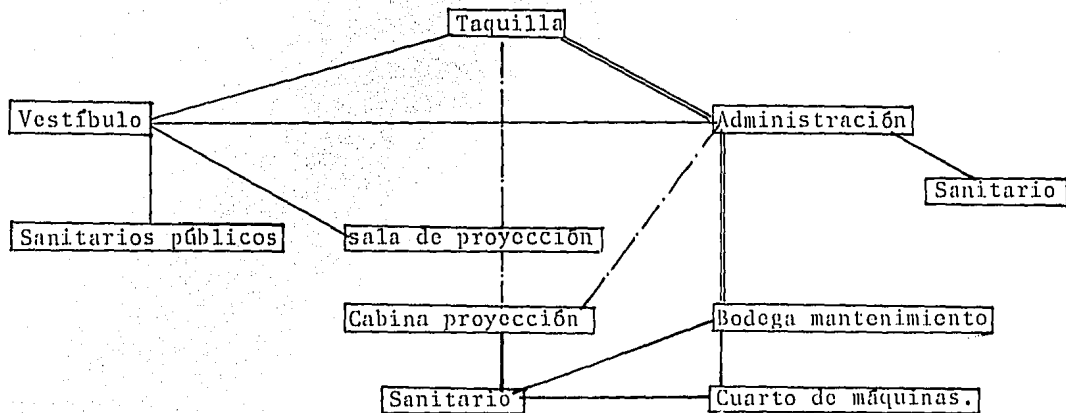 Taquilla
Vestíbulo
Administración
Sanitario
Sanitarios públicos
sala de proyección
Cabina proyección
Bodega mantenimiento
Sanitario
Cuarto de máquinas.